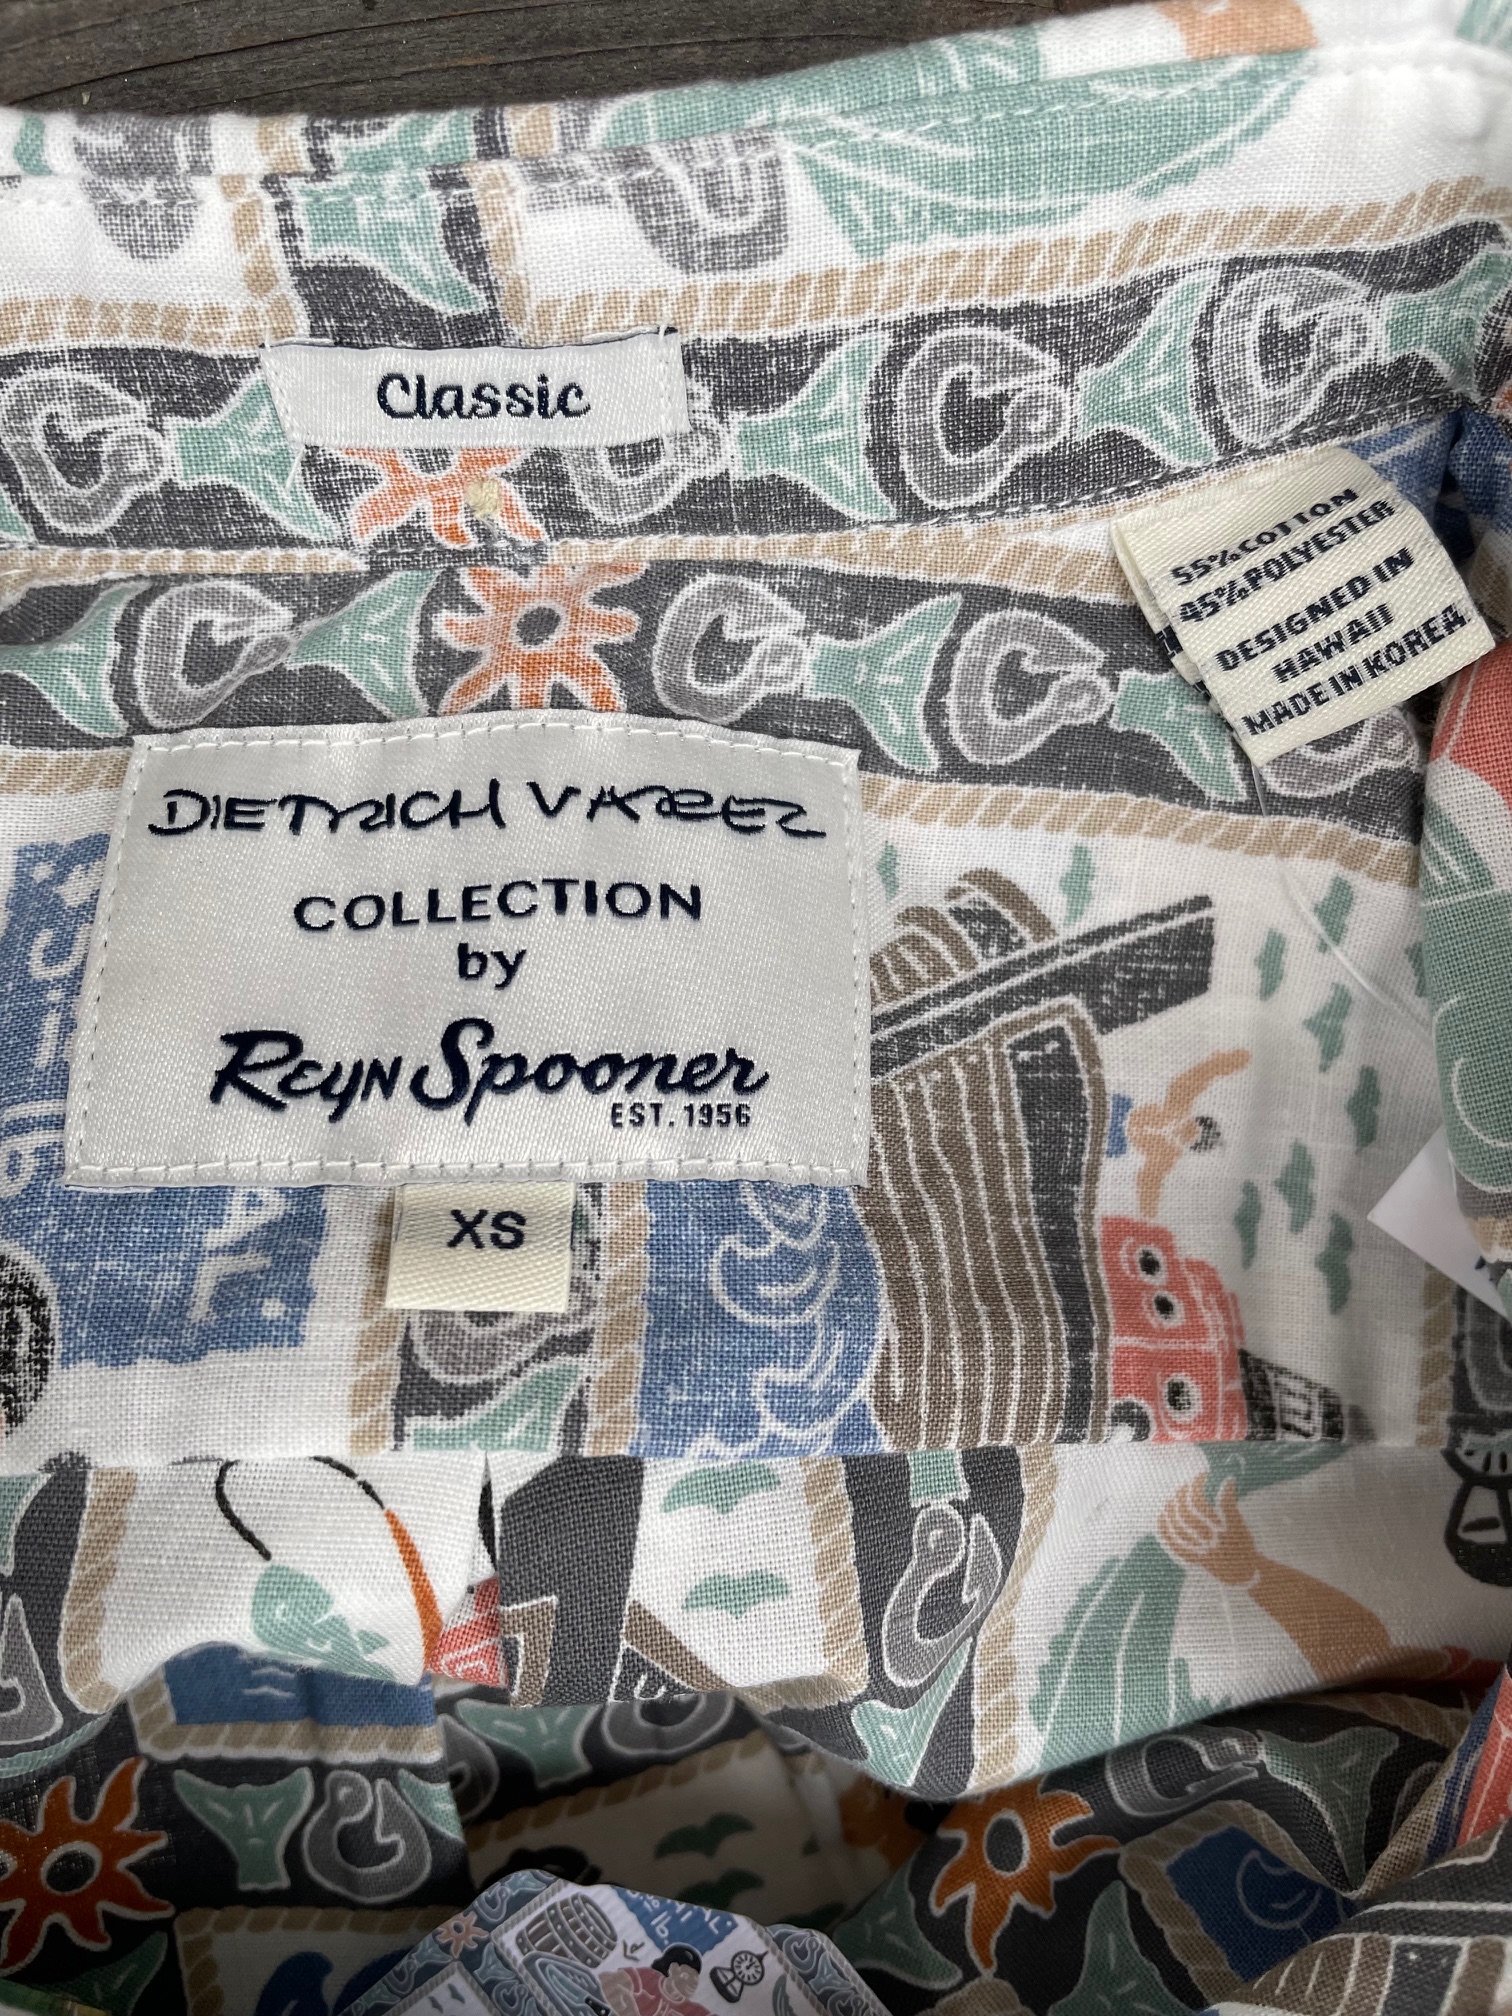 Classic
55% COTTON
45% POLYESTER
DESIGNED IN
HAWAII
MADE IN KOREA
DIETRICH VAREZ
COLLECTION
by
REYN SPOONER
EST. 1956
XS